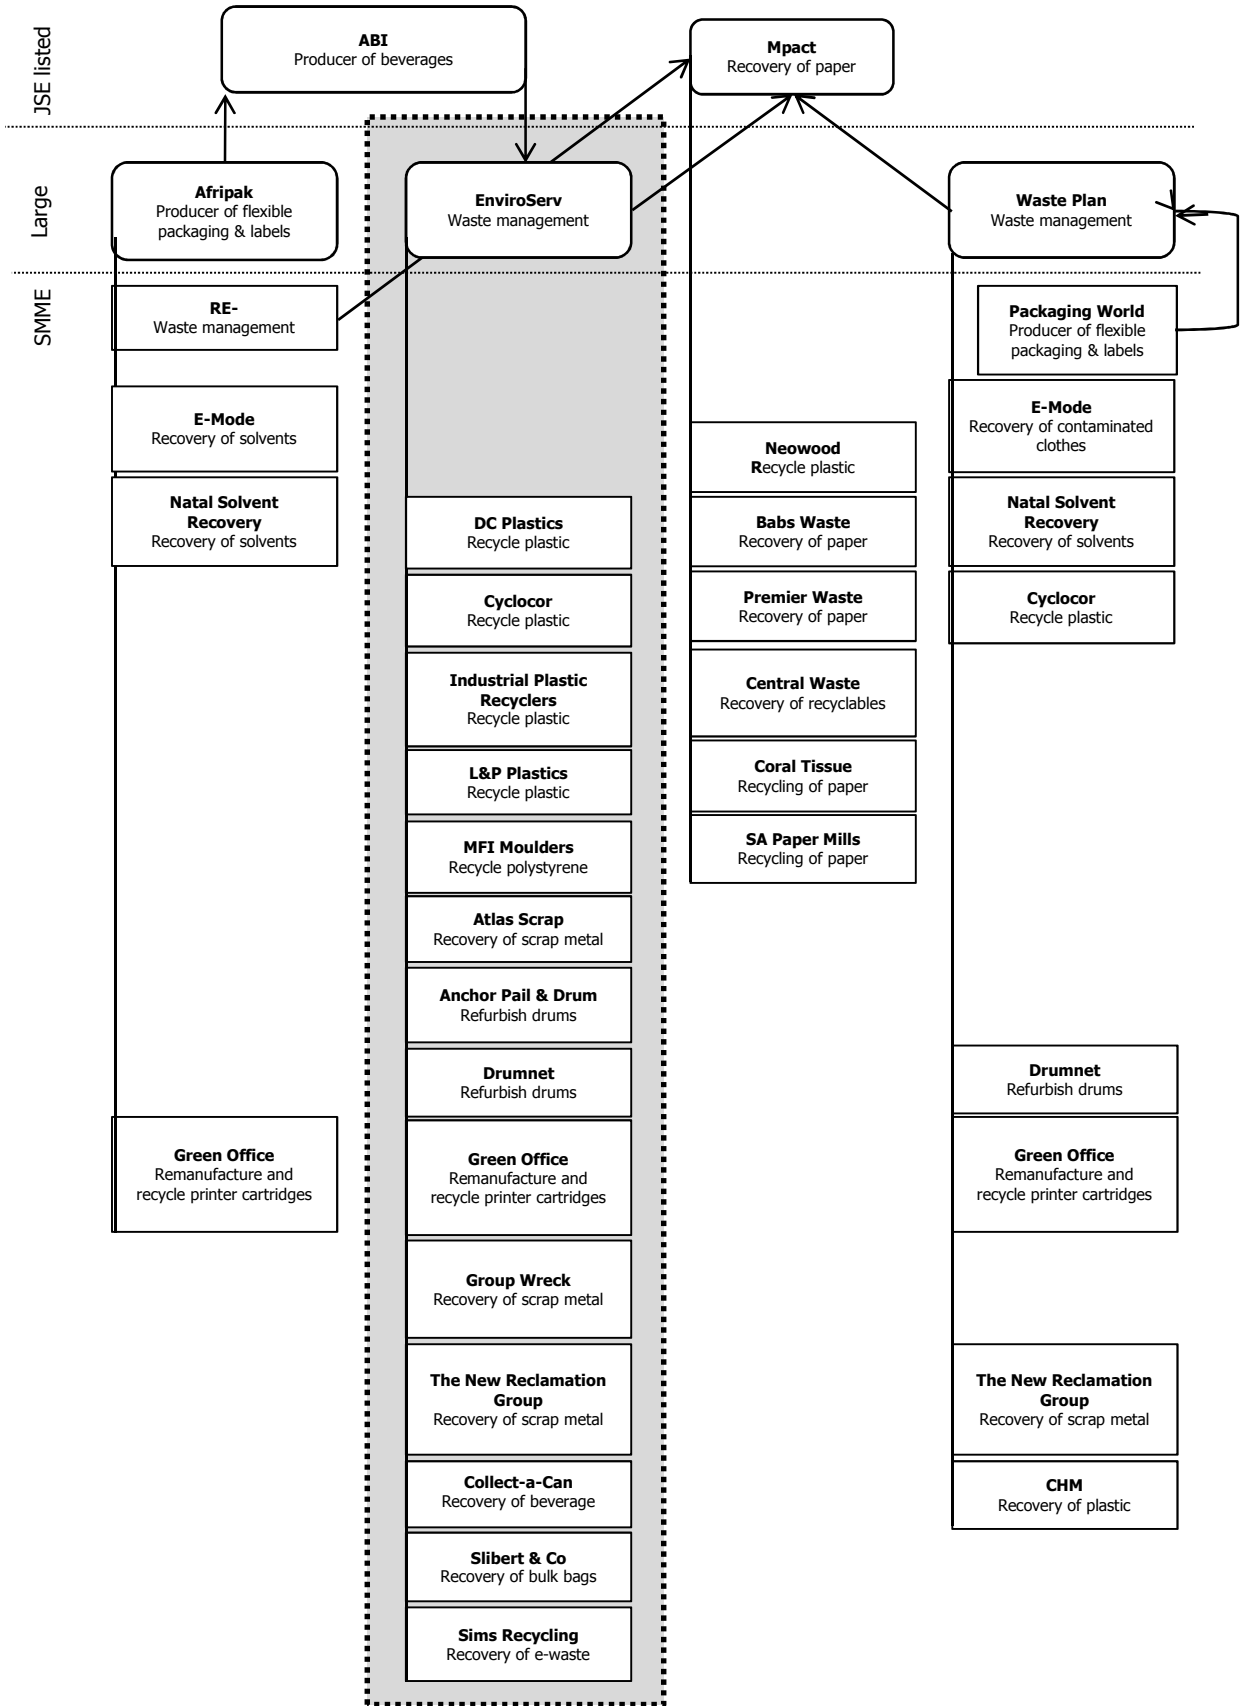 JSE listed
ABI
Producer of beverages
Mpact
Recovery of paper
Large
Afripak
Producer of flexible
packaging & labels
EnviroServ
Waste management
Waste Plan
Waste management
SMME
RE-
Waste management
E-Mode
Recovery of solvents
Natal Solvent
Recovery
Recovery of solvents
Green Office
Remanufacture and
recycle printer cartridges
DC Plastics
Recycle plastic
Cyclocor
Recycle plastic
Industrial Plastic
Recyclers
Recycle plastic
L&P Plastics
Recycle plastic
MFI Moulders
Recycle polystyrene
Atlas Scrap
Recovery of scrap metal
Anchor Pail & Drum
Refurbish drums
Drumnet
Refurbish drums
Green Office
Remanufacture and
recycle printer cartridges
Group Wreck
Recovery of scrap metal
The New Reclamation
Group
Recovery of scrap metal
Collect-a-Can
Recovery of beverage
Slibert & Co
Recovery of bulk bags
Sims Recycling
Recovery of e-waste
Neowood
Recycle plastic
Babs Waste
Recovery of paper
Premier Waste
Recovery of paper
Central Waste
Recovery of recyclables
Coral Tissue
Recycling of paper
SA Paper Mills
Recycling of paper
Packaging World
Producer of flexible
packaging & labels
E-Mode
Recovery of contaminated
clothes
Natal Solvent
Recovery
Recovery of solvents
Cyclocor
Recycle plastic
Drumnet
Refurbish drums
Green Office
Remanufacture and
recycle printer cartridges
The New Reclamation
Group
Recovery of scrap metal
CHM
Recovery of plastic